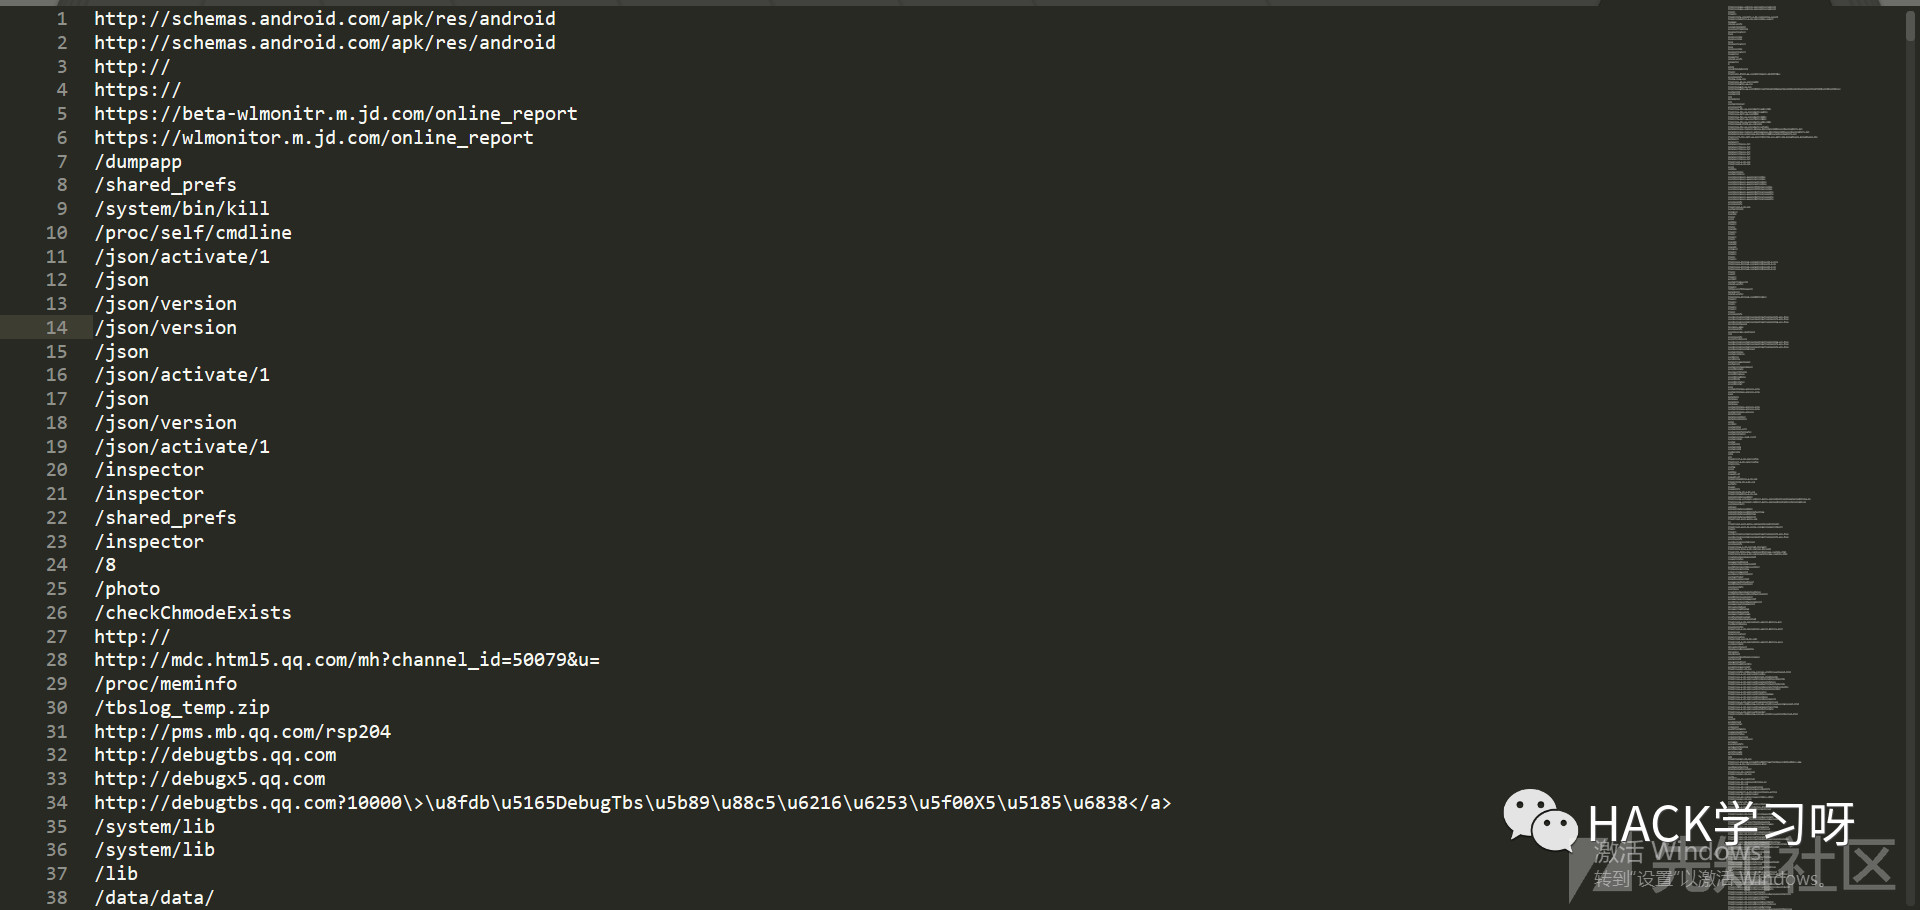 1 http://schemas.android.com/apk/res/android
2 http://schemas.android.com/apk/res/android
3 http://
4 https://
5 https://beta-wlmonitr.m.jd.com/online_report
6 https://wlmonitor.m.jd.com/online_report
7 /dumpapp
8 /shared_prefs
9 /system/bin/kill
10 /proc/self/cmdline
11 /json/activate/1
12 /json
13 /json/version
14 /json/version
15 /json
16 /json/activate/1
17 /json
18 /json/version
19 /json/activate/1
20 /inspector
21 /inspector
22 /shared_prefs
23 /inspector
24 /8
25 /photo
26 /checkChmodeExists
27 http://
28 http://mdc.html5.qq.com/mh?channel_id=50079&u=
29 /proc/meminfo
30 /tbslog_temp.zip
31 http://pms.mb.qq.com/rsp204
32 http://debugtbs.qq.com
33 http://debugx5.qq.com
34 http://debugtbs.qq.com?10000\>\u8fdb\u5165DebugTbs\u5b89\u88c5\u6216\u6253\u5f00X5\u5185\u6838</a>
35 /system/lib
36 /system/lib
37 /lib
38 /data/data/
HACK学习呀
激活 Windows
先知社区
转到"设置"以激活 Windows。